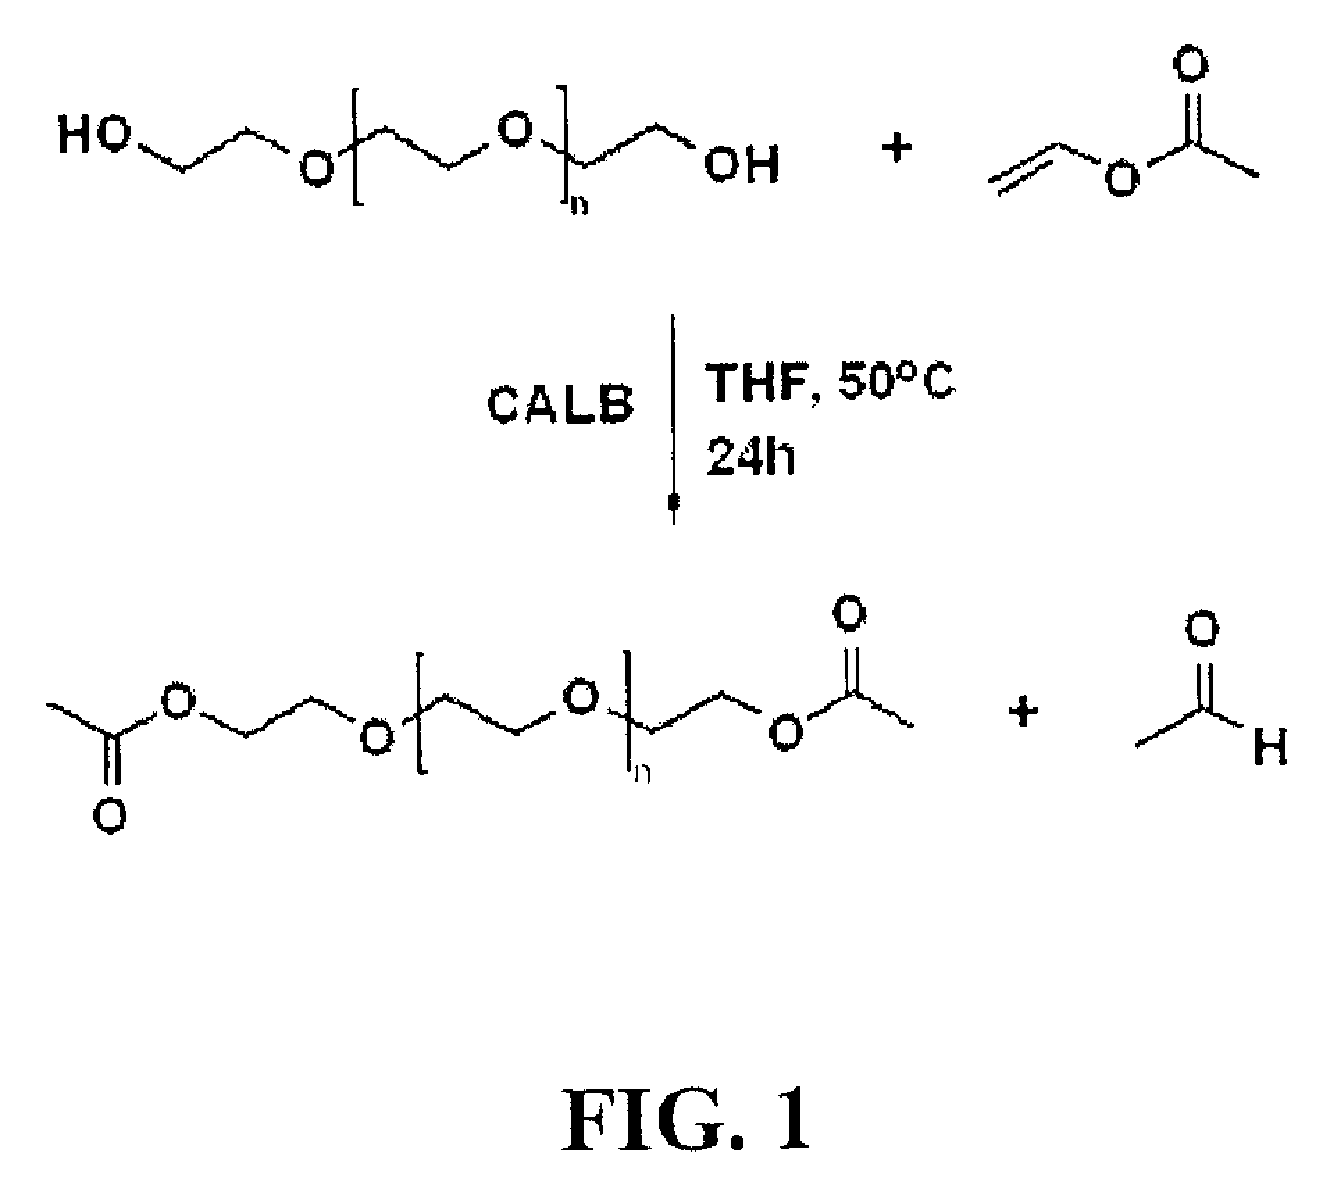 HO O O n OH + O O
CALB THF, 50°C
24h
O O O O n O O + O H
FIG. 1